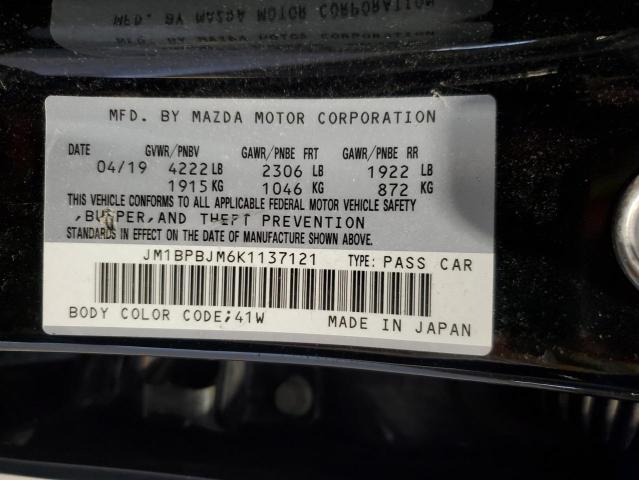 MFD. BY MAZDA MOTOR CORPORATION
DATE GVWR/PNBV GAWR/PNBE FRT GAWR/PNBE RR
04/19 4222 LB 2306 LB 1922 LB
1915 KG 1046 KG 872 KG
THIS VEHICLE CONFORMS TO ALL APPLICABLE FEDERAL MOTOR VEHICLE SAFETY
,BUMPER,AND THEFT PREVENTION
STANDARDS IN EFFECT ON THE DATE OF MANUFACTURE SHOWN ABOVE.
JM1BPBJM6K1137121 TYPE: PASS CAR
BODY COLOR CODE;41W MADE IN JAPAN